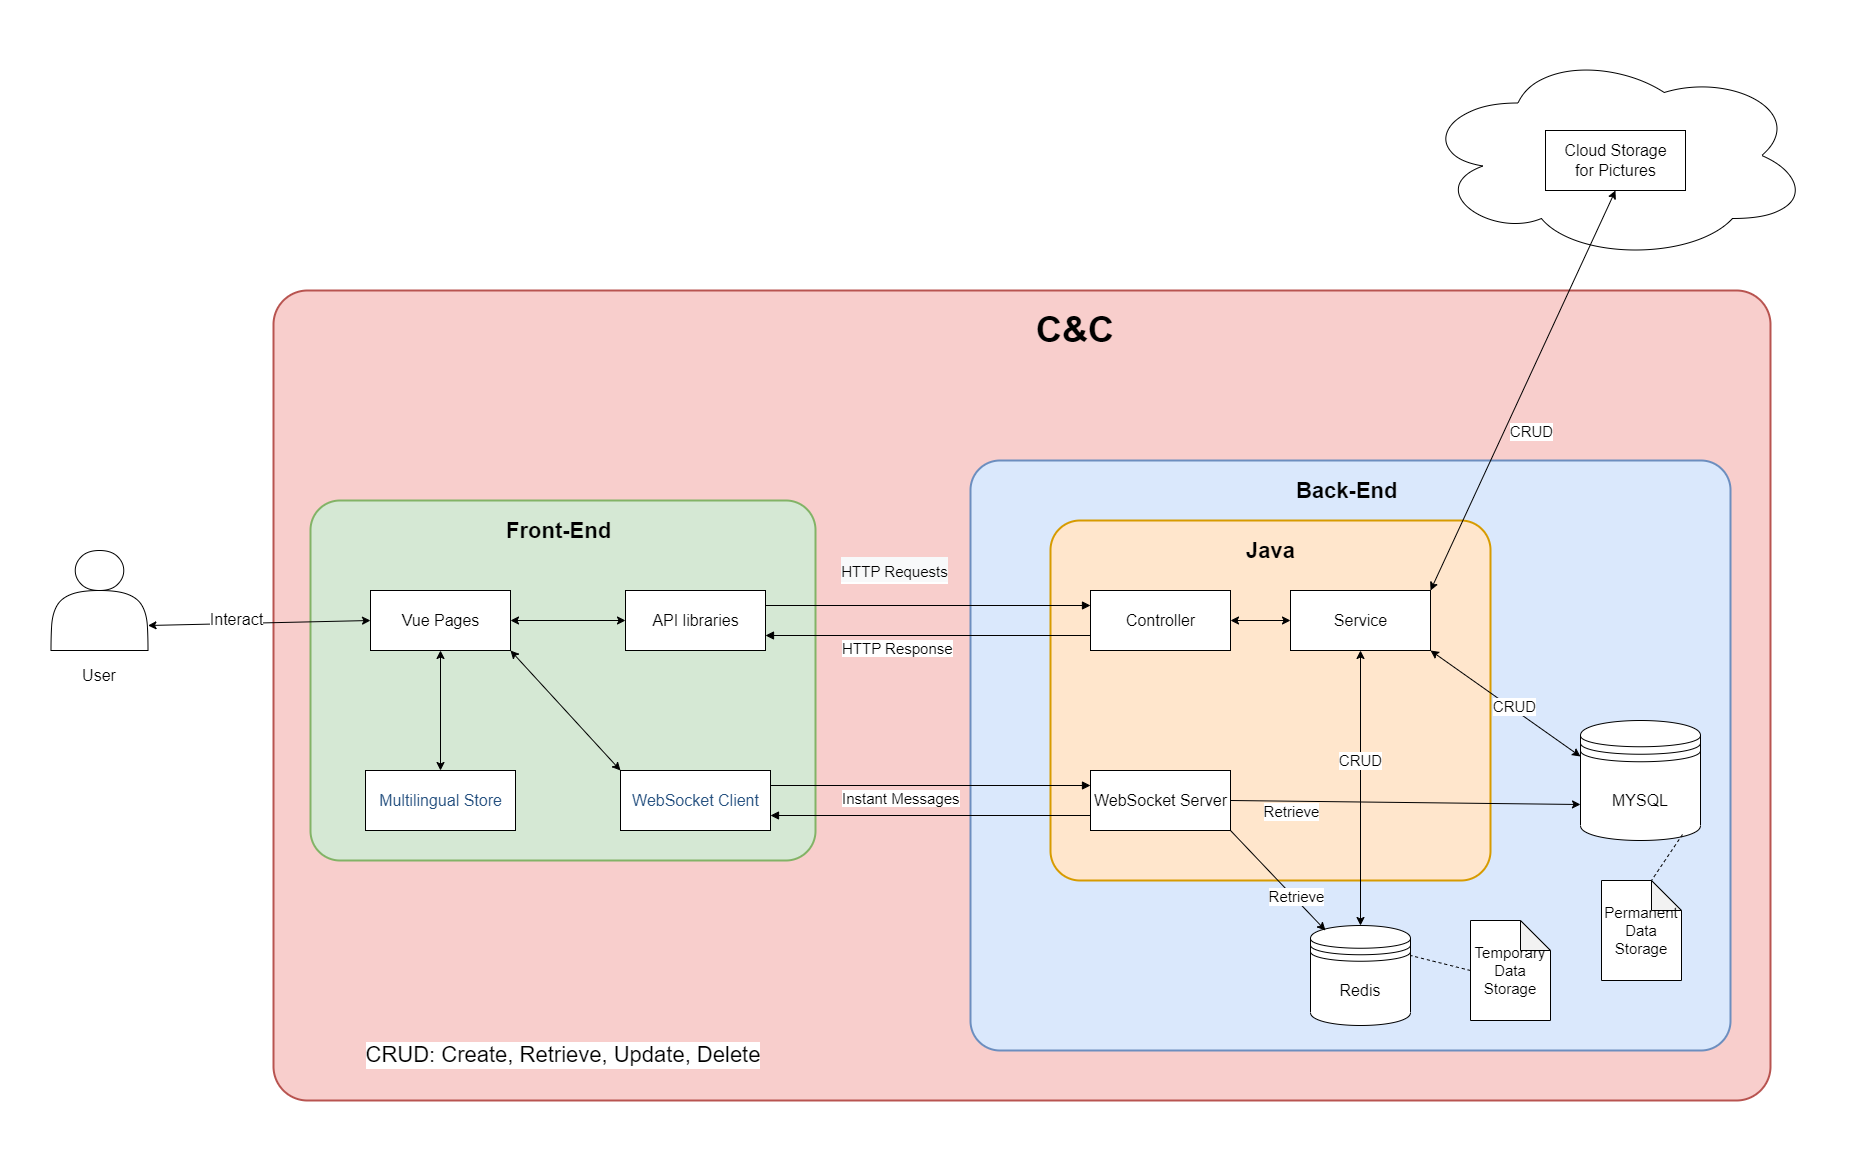 Cloud Storage
for Pictures
C&C
CRUD
Back-End
Front-End
Java
HTTP Requests
Interact
Vue Pages
API libraries
Controller
Service
HTTP Response
User
CRUD
CRUD
Multilingual Store
WebSocket Client
Instant Messages
WebSocket Server
Retrieve
MYSQL
Retrieve
Permanent
Data
Storage
Temporary
Data
Storage
Redis
CRUD: Create, Retrieve, Update, Delete